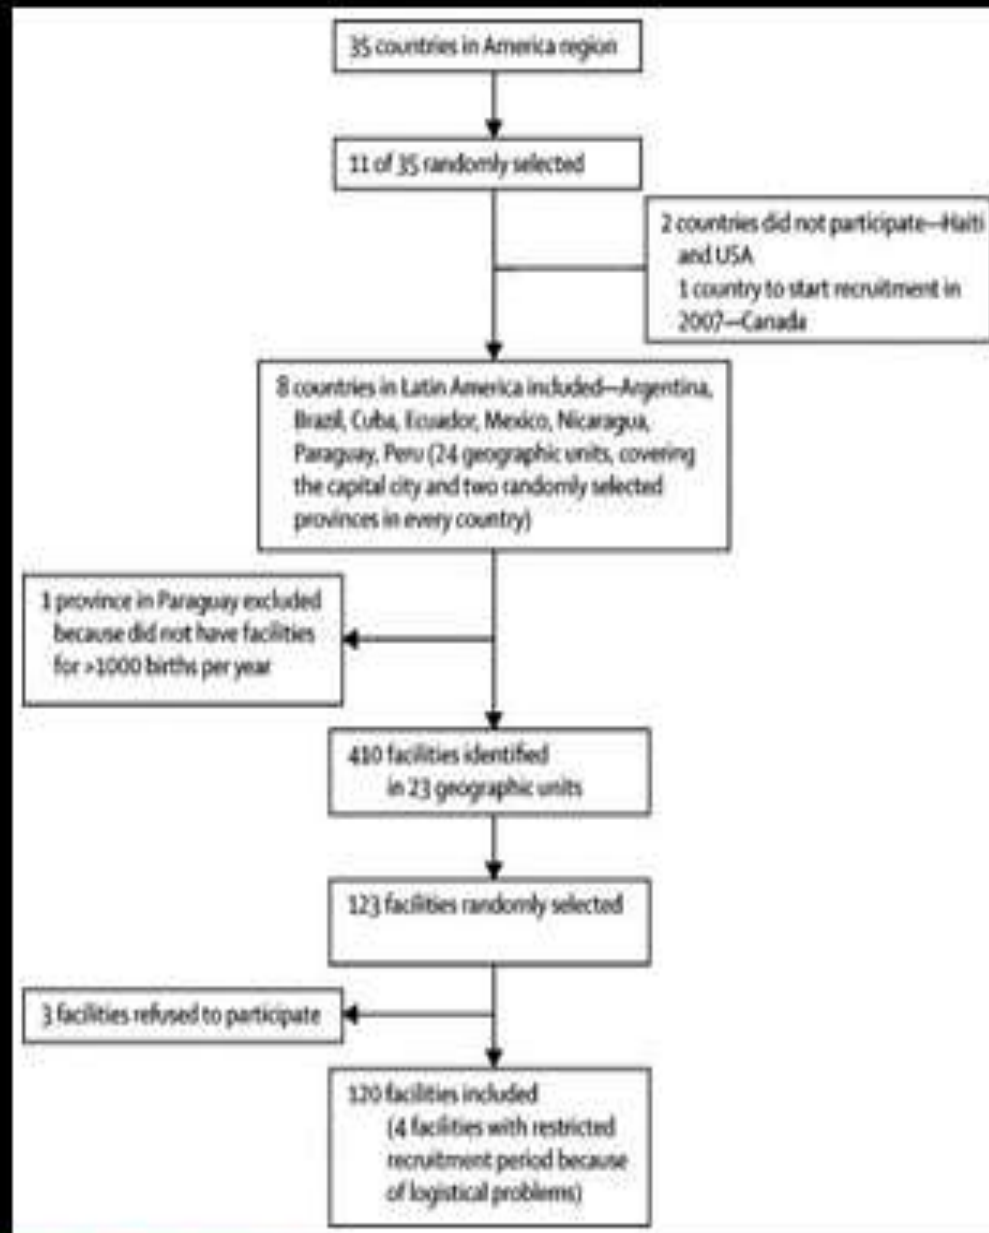 35 countries in America region
11 of 35 randomly selected
2 countries did not participate—Haiti
and USA
1 country to start recruitment in
2007—Canada
8 countries in Latin America included—Argentina,
Brazil, Cuba, Ecuador, Mexico, Nicaragua,
Paraguay, Peru (24 geographic units, covering
the capital city and two randomly selected
provinces in every country)
1 province in Paraguay excluded
because did not have facilities
for >1000 births per year
410 facilities identified
in 23 geographic units
123 facilities randomly selected
3 facilities refused to participate
120 facilities included
(4 facilities with restricted
recruitment period because
of logistical problems)